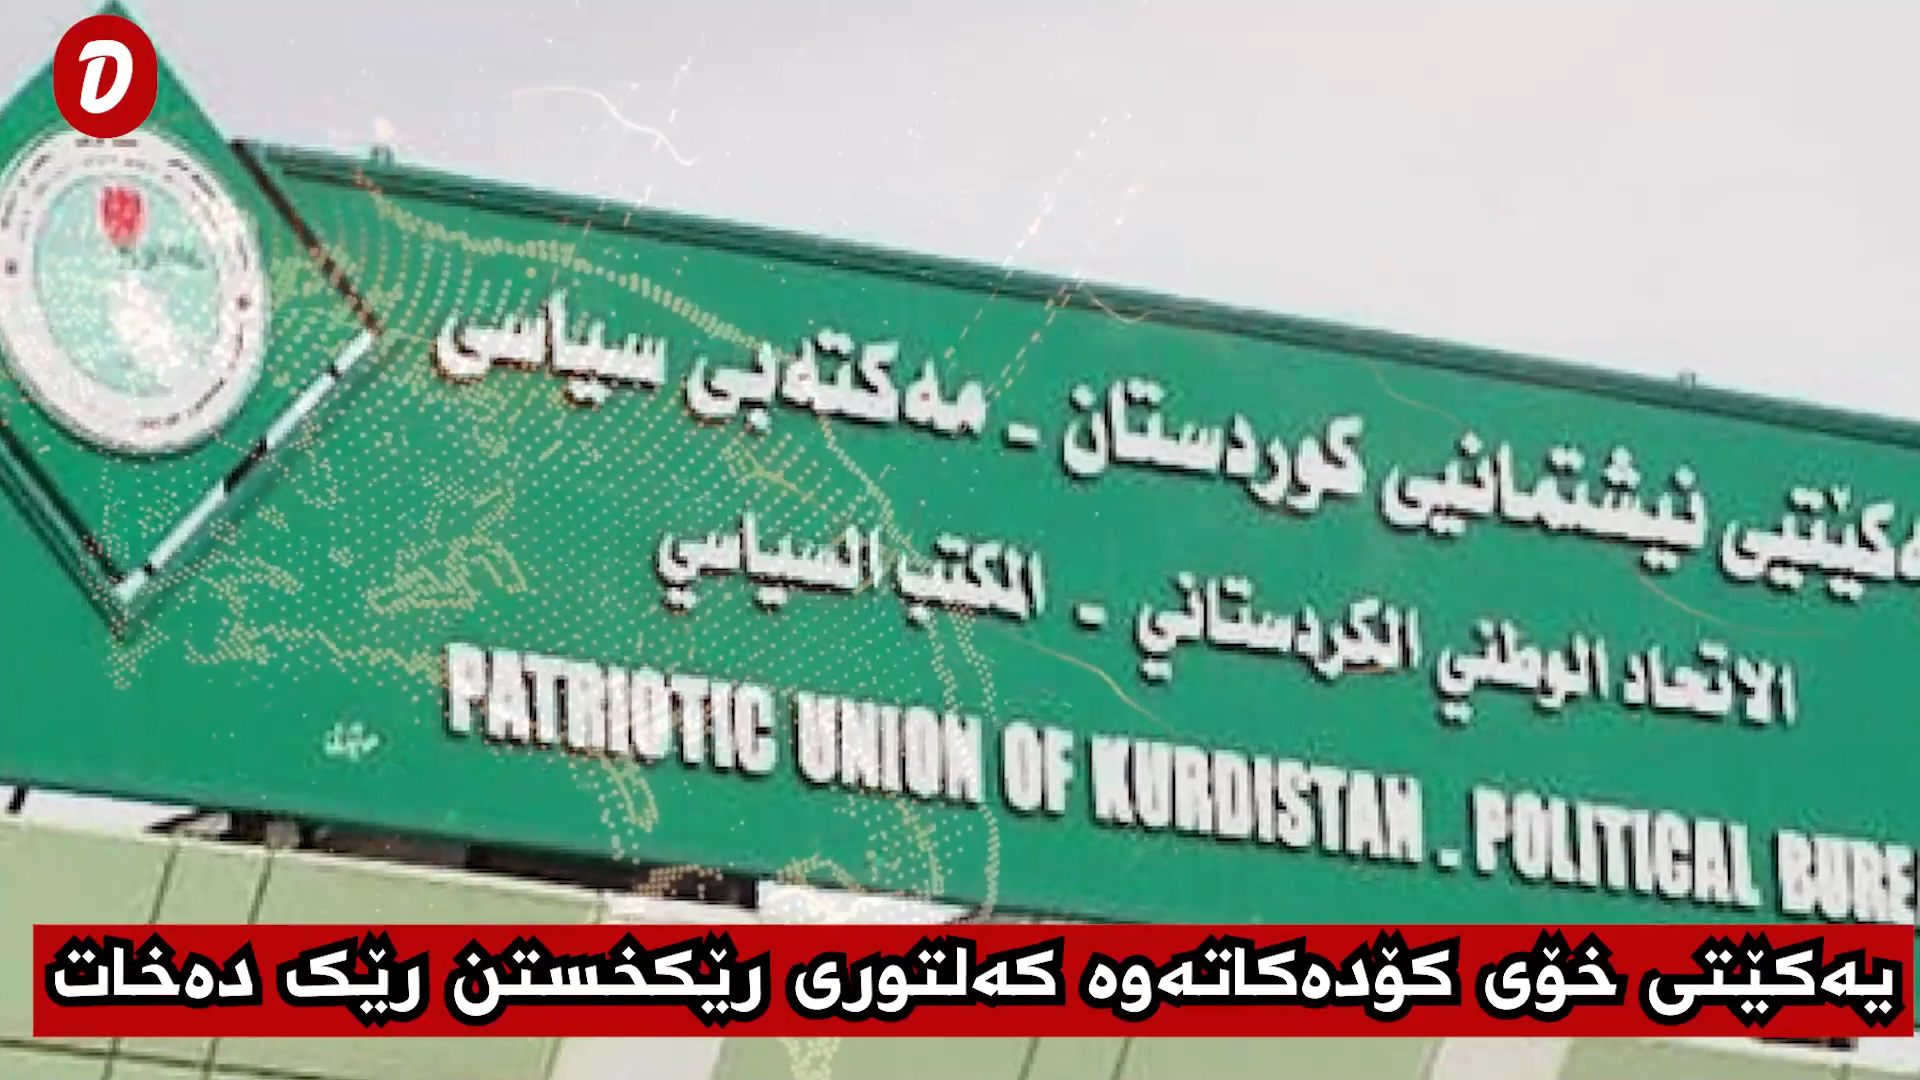 D
یەکێتیی نیشتمانیی کوردستان - مەکتەبی سیاسی
الاتحاد الوطني الكردستاني - المكتب السياسي
PATRIOTIC UNION OF KURDISTAN . POLITICAL BURE
یەکێتی خۆی کۆدەکاتەوە کەلتوری رێکخستن رێک دەخات